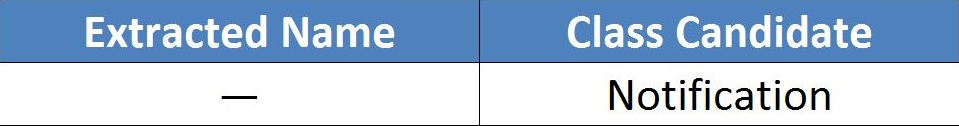 Extracted Name Class Candidate
— Notification